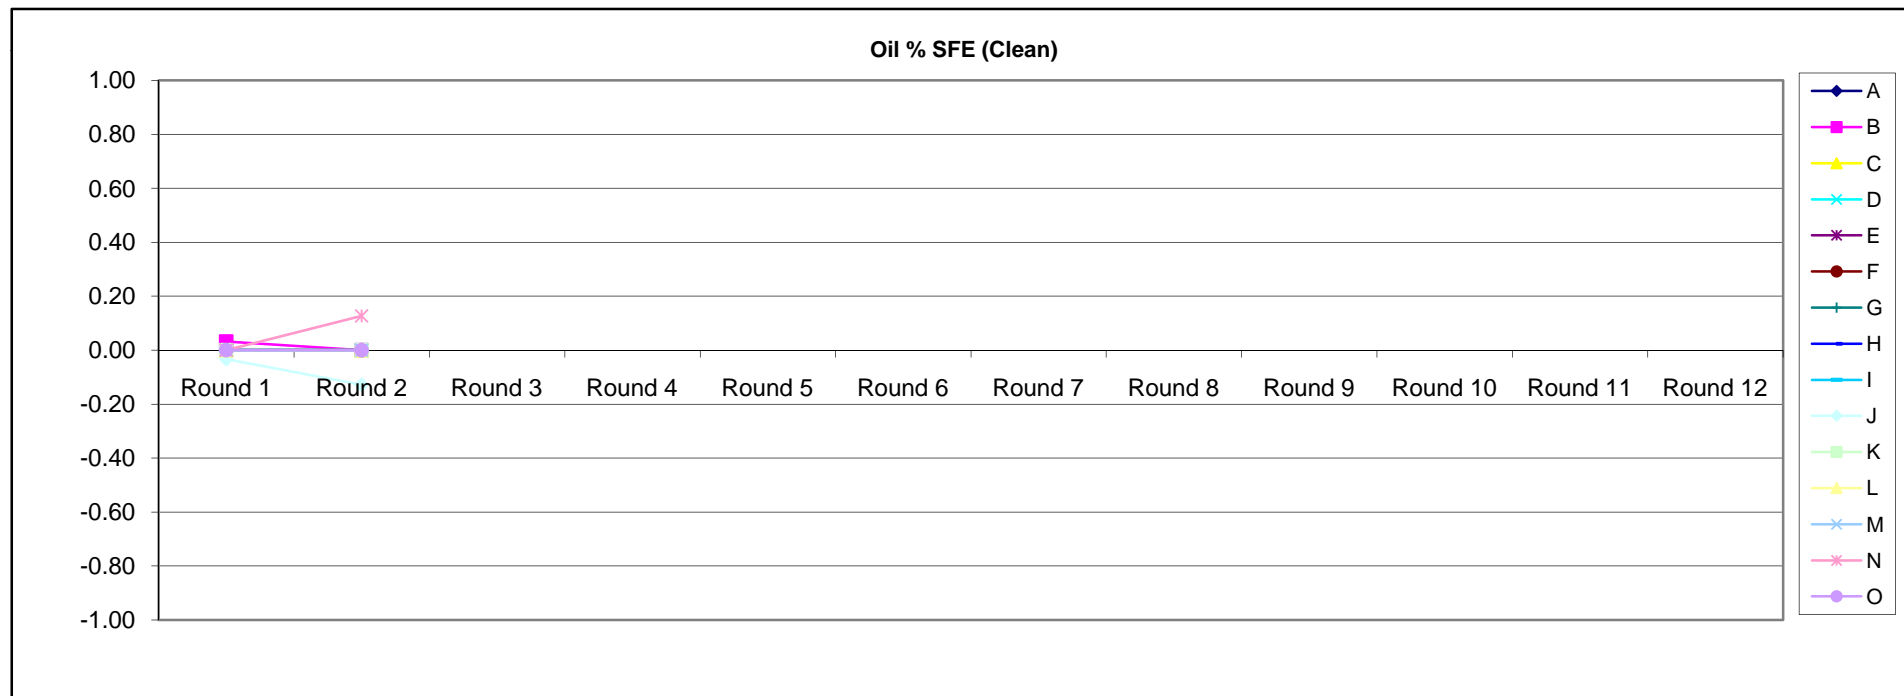 Oil % SFE (Clean)
1.00
0.80
0.60
0.40
0.20
0.00
-0.20
-0.40
-0.60
-0.80
-1.00
Round 1 Round 2 Round 3 Round 4 Round 5 Round 6 Round 7 Round 8 Round 9 Round 10 Round 11 Round 12
A
B
C
D
E
F
G
H
I
J
K
L
M
N
O